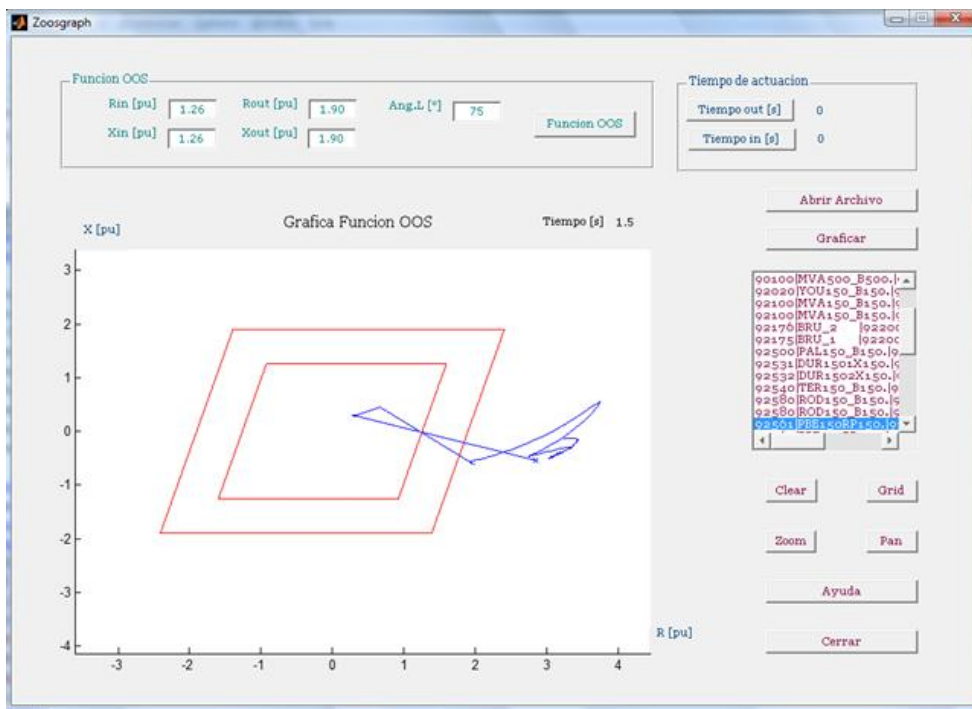 Zoosgraph
Funcion OOS
Rin [pu] 1.26 Rout [pu] 1.90 Ang.L [°] 75
Xin [pu] 1.26 Xout [pu] 1.90
Funcion OOS
Tiempo de actuacion
Tiempo out [s] 0
Tiempo in [s] 0
Abrir Archivo
Graficar
X [pu]
Grafica Funcion OOS
Tiempo [s] 1.5
3
2
1
0
-1
-2
-3
-4
-3 -2 -1 0 1 2 3 4
R [pu]
90100|MVA500_B500.|
92020|YOU150_B150.|
92100|MVA150_B150.|
92100|MVA150_B150.|
92176|BRU_2 |92200
92175|BRU_1 |92200
92500|PAL150_B150.|
92531|DUR1501X150.|
92532|DUR1502X150.|
92540|TER150_B150.|
92580|ROD150_B150.|
92580|ROD150_B150.|
92561|PBE150RP150.|
Clear Grid
Zoom Pan
Ayuda
Cerrar